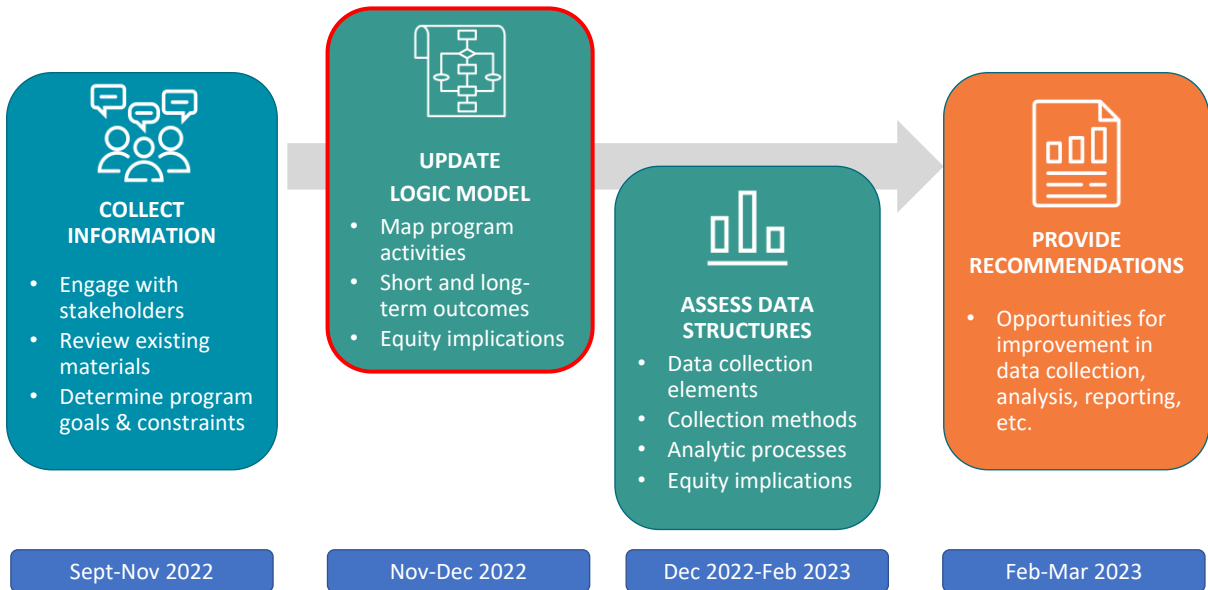 COLLECT
INFORMATION
• Engage with
stakeholders
• Review existing
materials
• Determine program
goals & constraints
UPDATE
LOGIC MODEL
• Map program
activities
• Short and long-
term outcomes
• Equity implications
ASSESS DATA
STRUCTURES
• Data collection
elements
• Collection methods
• Analytic processes
• Equity implications
PROVIDE
RECOMMENDATIONS
• Opportunities for
improvement in
data collection,
analysis, reporting,
etc.
Sept-Nov 2022
Nov-Dec 2022
Dec 2022-Feb 2023
Feb-Mar 2023